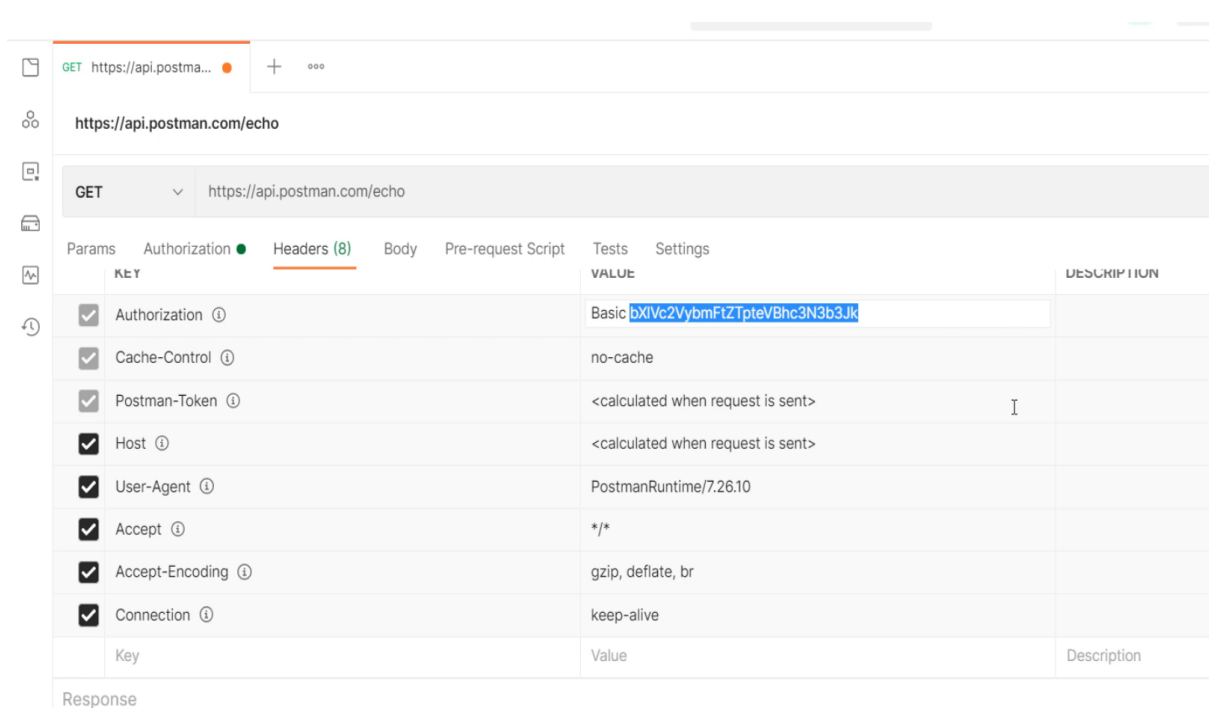 GET https://api.postma...
https://api.postman.com/echo
GET https://api.postman.com/echo
Params Authorization Headers (8) Body Pre-request Script Tests Settings
KEY VALUE DESCRIPTION
Authorization Basic bXlVc2VybmFtZTpteVBhc3N3b3Jk
Cache-Control no-cache
Postman-Token <calculated when request is sent>
Host <calculated when request is sent>
User-Agent PostmanRuntime/7.26.10
Accept */*
Accept-Encoding gzip, deflate, br
Connection keep-alive
Key Value Description
Response